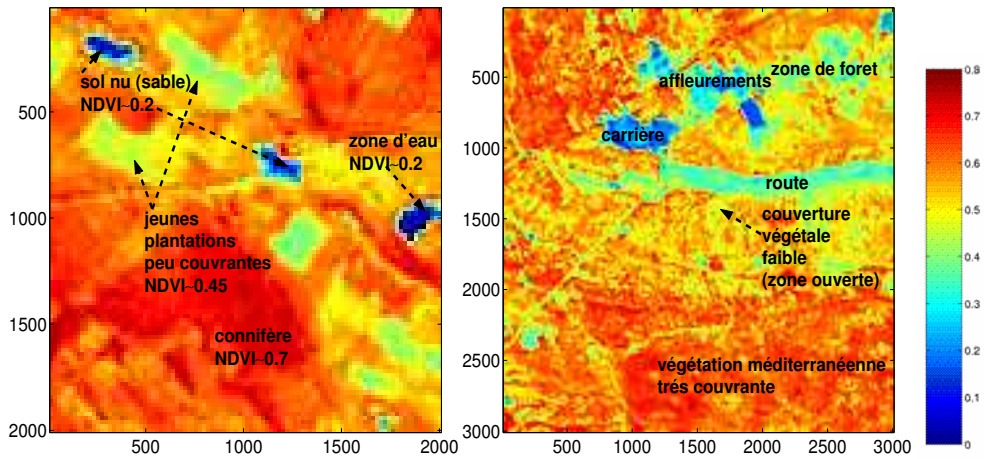 sol nu (sable)
NDVI~0.2
zone d'eau
NDVI~0.2
jeunes
plantations
peu couvrantes
NDVI~0.45
connifère
NDVI~0.7
500
1000
1500
2000
500
1000
1500
2000
affleurements
zone de foret
carrière
route
couverture
végétale
faible
(zone ouverte)
végétation méditerranéenne
trés couvrante
500
1000
1500
2000
2500
3000
500
1000
1500
2000
2500
3000
0.8
0.7
0.6
0.5
0.4
0.3
0.2
0.1
0